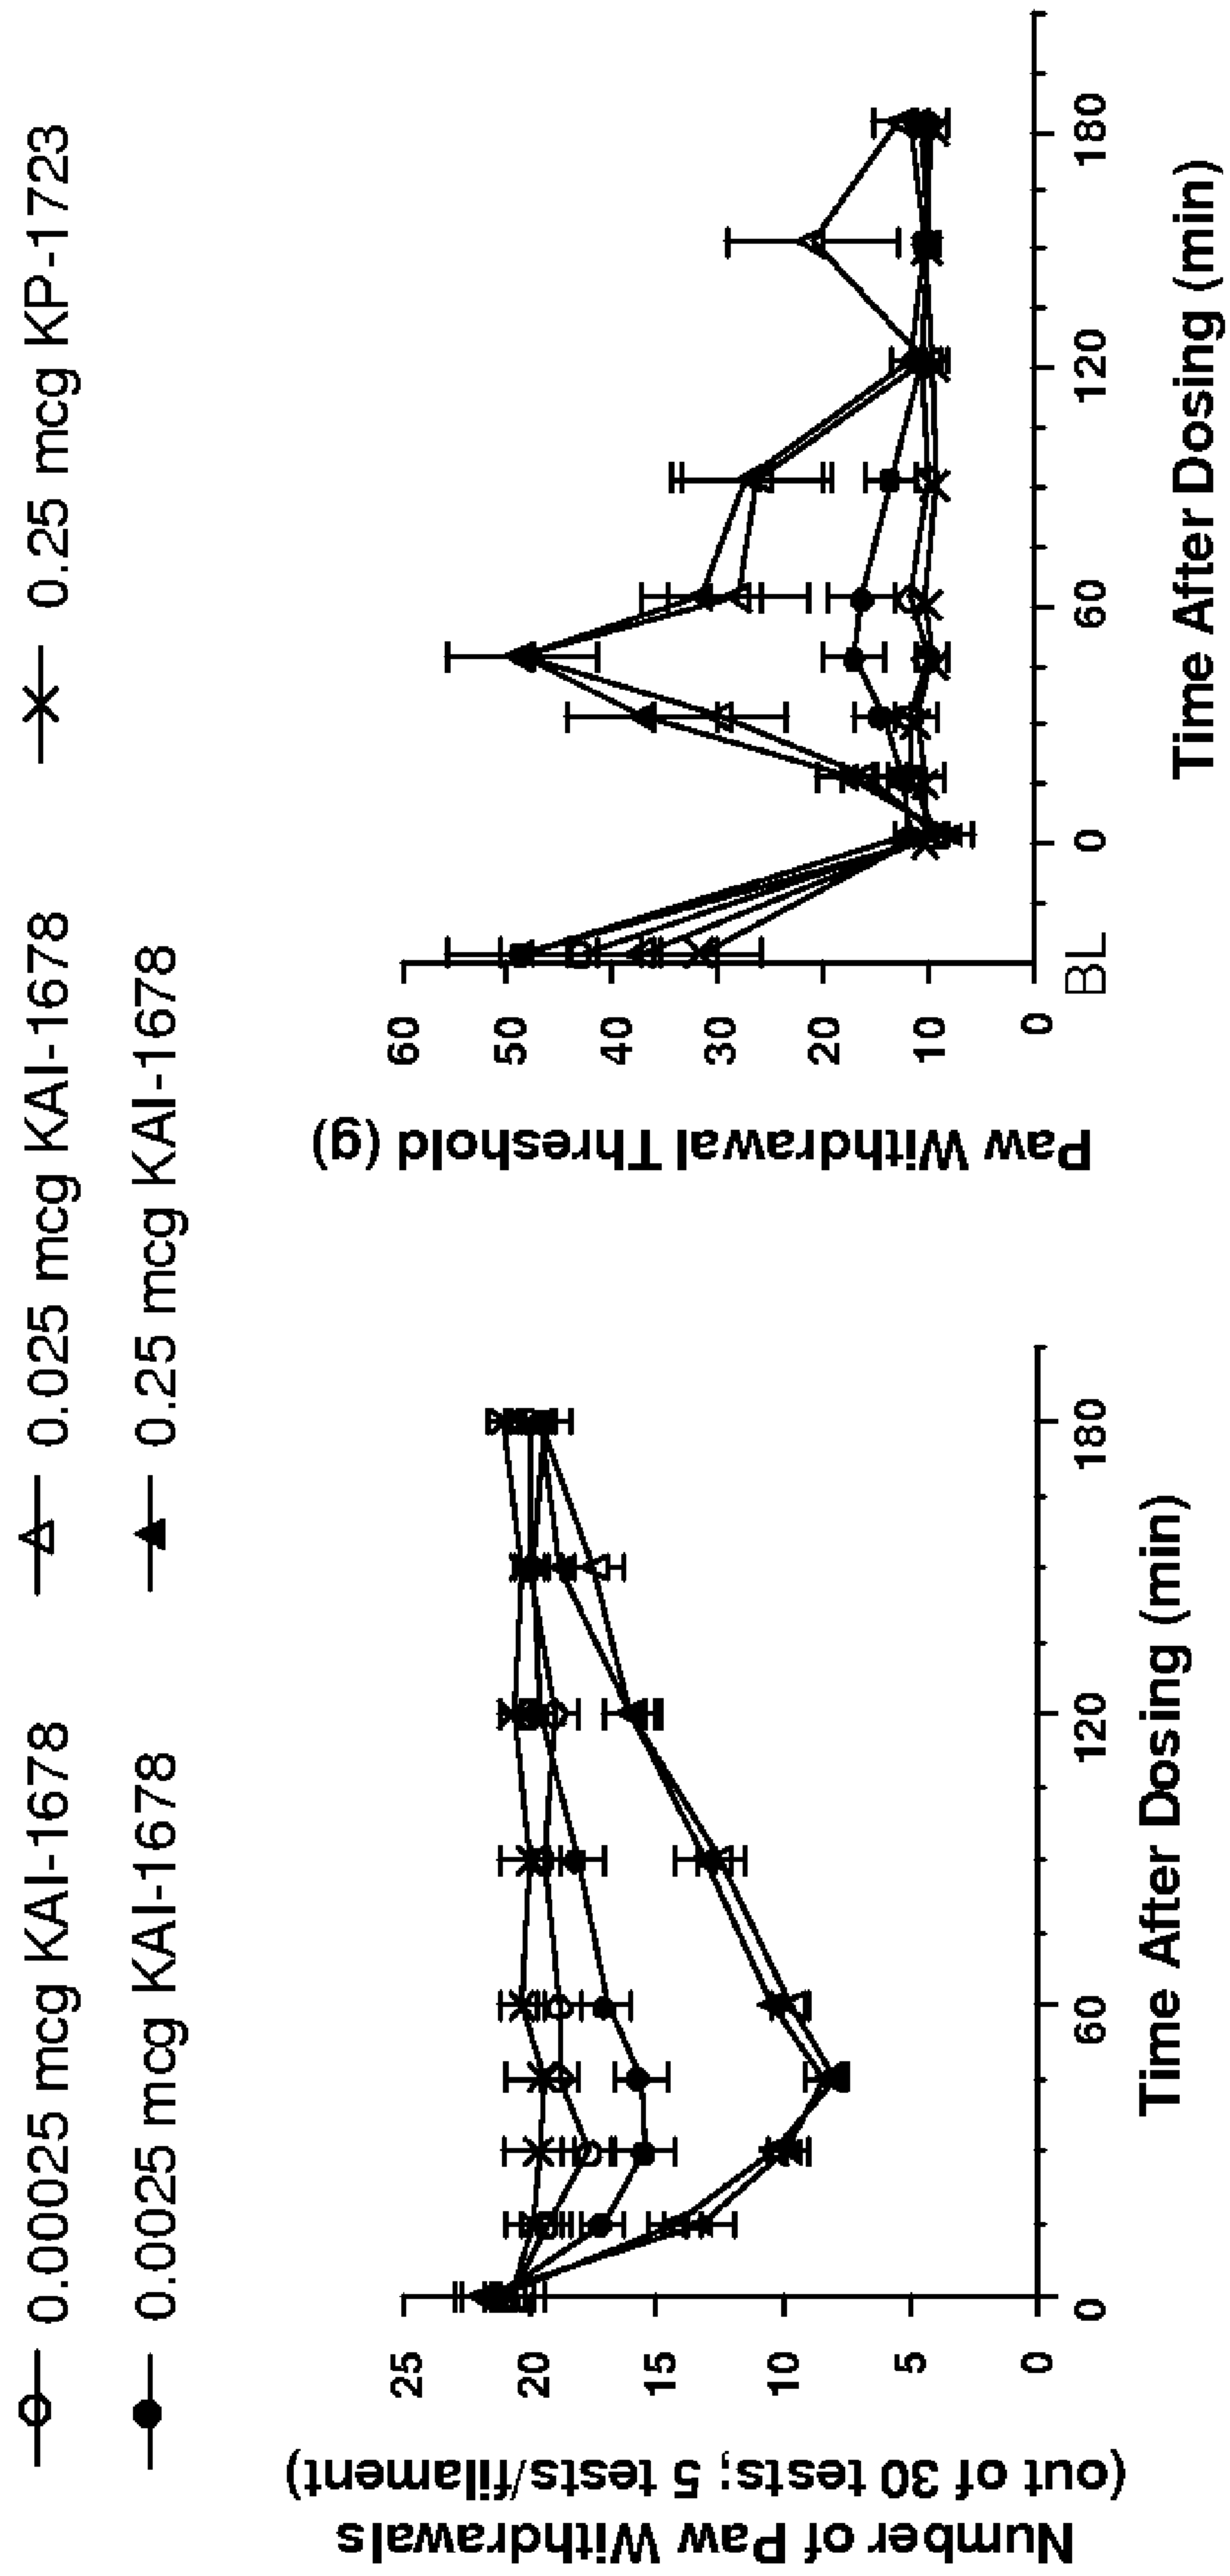 0.00025 mcg KAI-1678
0.025 mcg KAI-1678
0.25 mcg KP-1723
0.0025 mcg KAI-1678
0.25 mcg KAI-1678
Number of Paw Withdrawals
(out of 30 tests; 5 tests/filament)
25
20
15
10
5
0
0
60
120
180
Time After Dosing (min)
Paw Withdrawal Threshold (g)
60
50
40
30
20
10
0
BL
0
60
120
180
Time After Dosing (min)